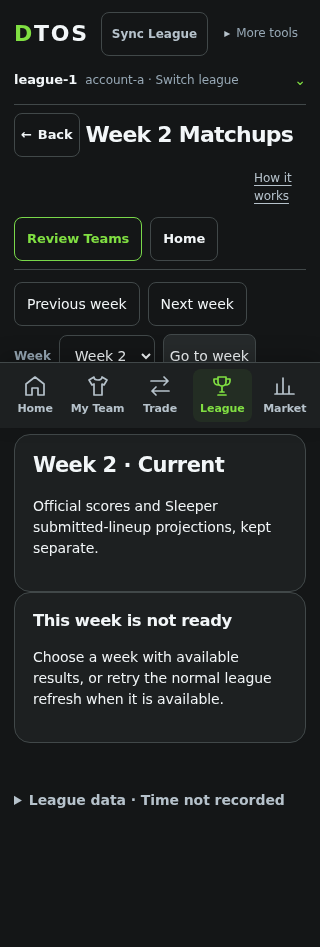 DTOS
Sync League
▸ More tools
league-1 account-a · Switch league ⌄
← Back
Week 2 Matchups
How it
works
Review Teams
Home
Previous week
Next week
Week
Week 2
Go to week
Home
My Team
Trade
League
Market
Week 2 · Current
Official scores and Sleeper
submitted-lineup projections, kept
separate.
This week is not ready
Choose a week with available
results, or retry the normal league
refresh when it is available.
▸ League data · Time not recorded